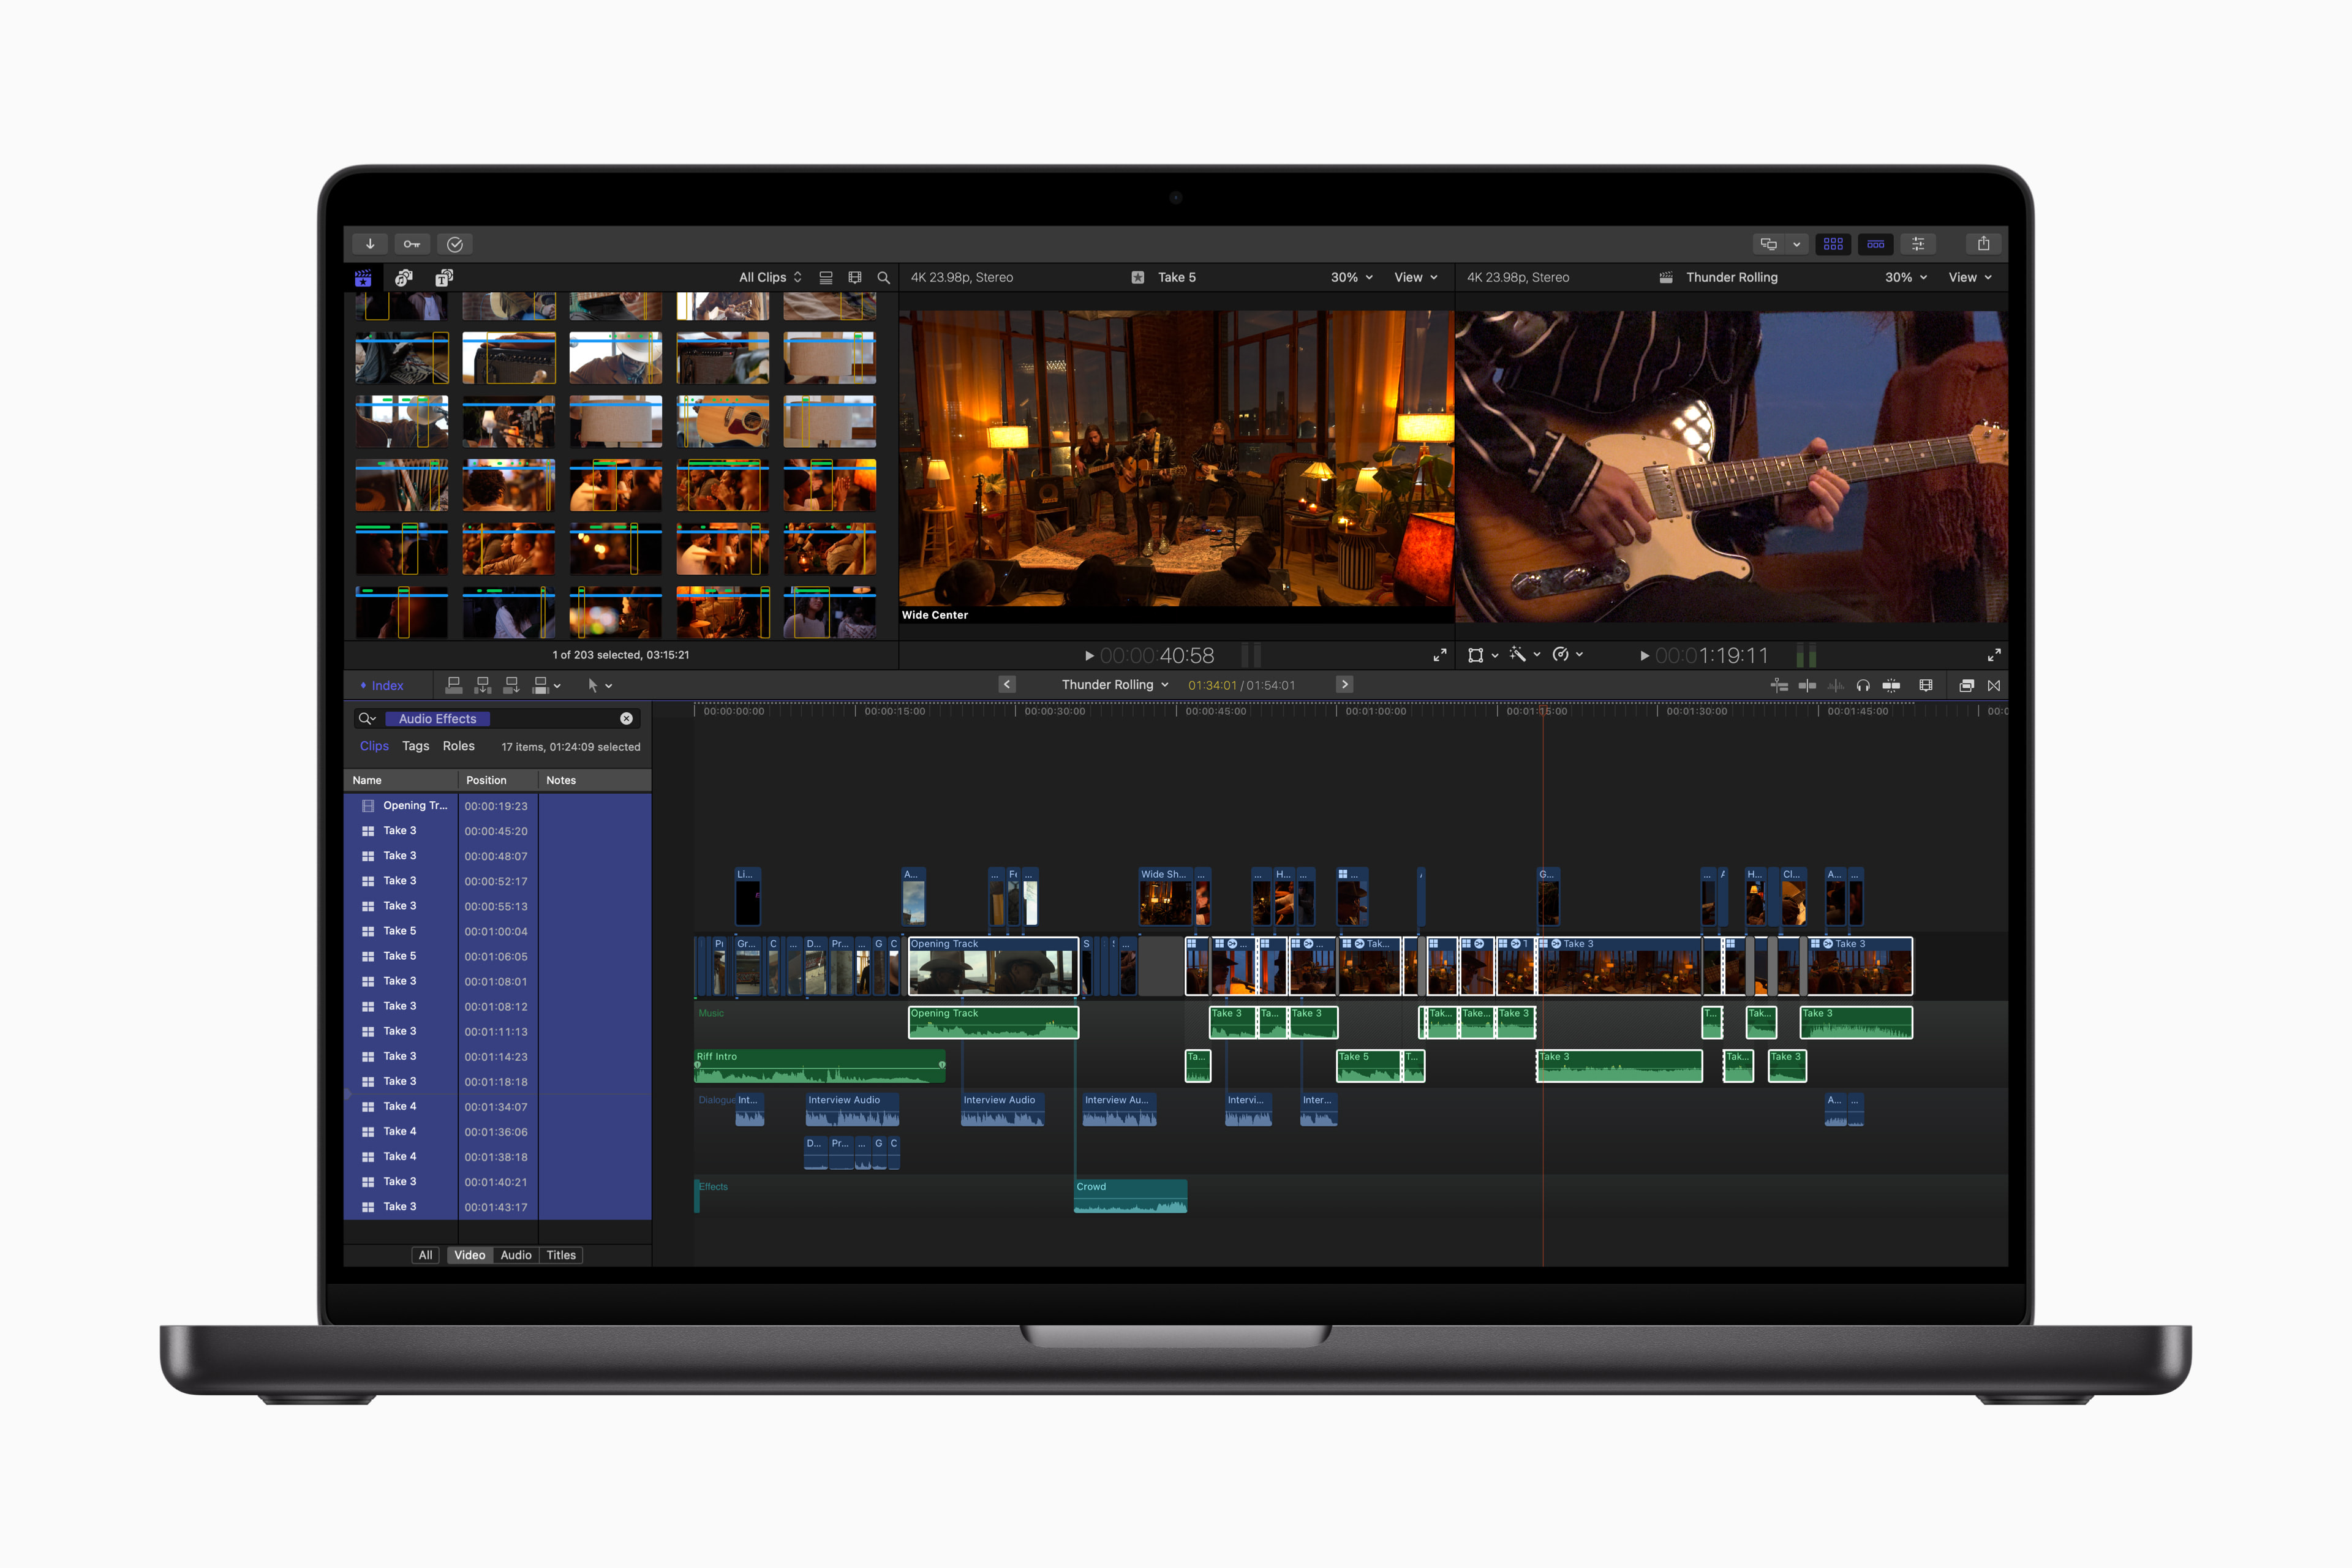 All Clips
4K 23.98p, Stereo
Take 5
30%
View
4K 23.98p, Stereo
Thunder Rolling
30%
View
Wide Center
1 of 203 selected, 03:15:21
00:00:40:58
00:01:19:11
Index
Thunder Rolling
01:34:01 / 01:54:01
Audio Effects
Clips Tags Roles 17 items, 01:24:09 selected
Name Position Notes
Opening Tr... 00:00:19:23
Take 3 00:00:45:20
Take 3 00:00:48:07
Take 3 00:00:52:17
Take 3 00:00:55:13
Take 5 00:01:00:04
Take 5 00:01:06:05
Take 3 00:01:08:01
Take 3 00:01:08:12
Take 3 00:01:11:13
Take 3 00:01:14:23
Take 3 00:01:18:18
Take 4 00:01:34:07
Take 4 00:01:36:06
Take 4 00:01:38:18
Take 3 00:01:40:21
Take 3 00:01:43:17
All Video Audio Titles
00:00:00:00 00:00:15:00 00:00:30:00 00:00:45:00 00:01:00:00 00:01:15:00 00:01:30:00 00:01:45:00 00:0
Li... A... ... ... Wide Sh... ... ... H... ... ... G... ... H... Cl... A... ...
Gr... C ... D... Pr... ... G C Opening Track S ... ... ... Tak... Take 3 Take 3
Music Opening Track Take 3 Ta... Take 3 Tak... Take... Take 3 T... Tak... Take 3
Riff Intro Ta... Take 5 T... Take 3 Tak... Take 3
Dialogue Int... Interview Audio Interview Audio Interview Au... Intervi... Inter... A... ...
D... Pr... ... G C
Effects Crowd